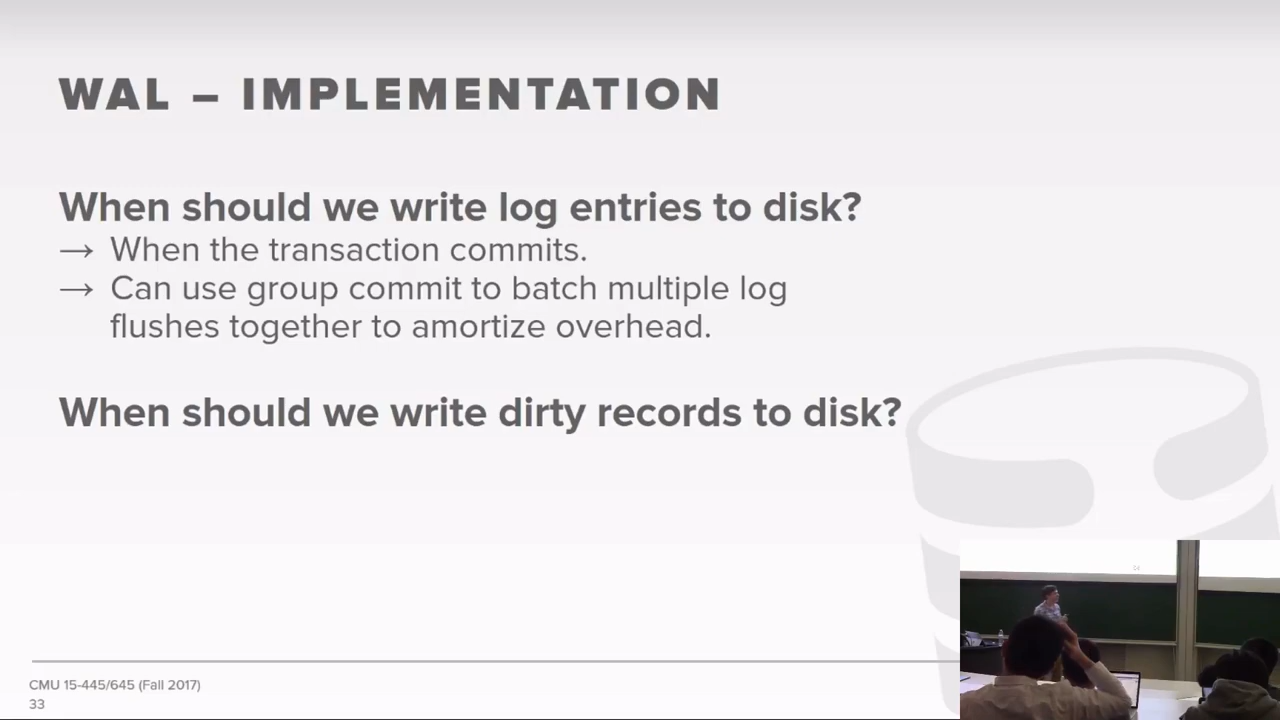 WAL – IMPLEMENTATION
When should we write log entries to disk?
→ When the transaction commits.
→ Can use group commit to batch multiple log
flushes together to amortize overhead.
When should we write dirty records to disk?
CMU 15-445/645 (Fall 2017)
33